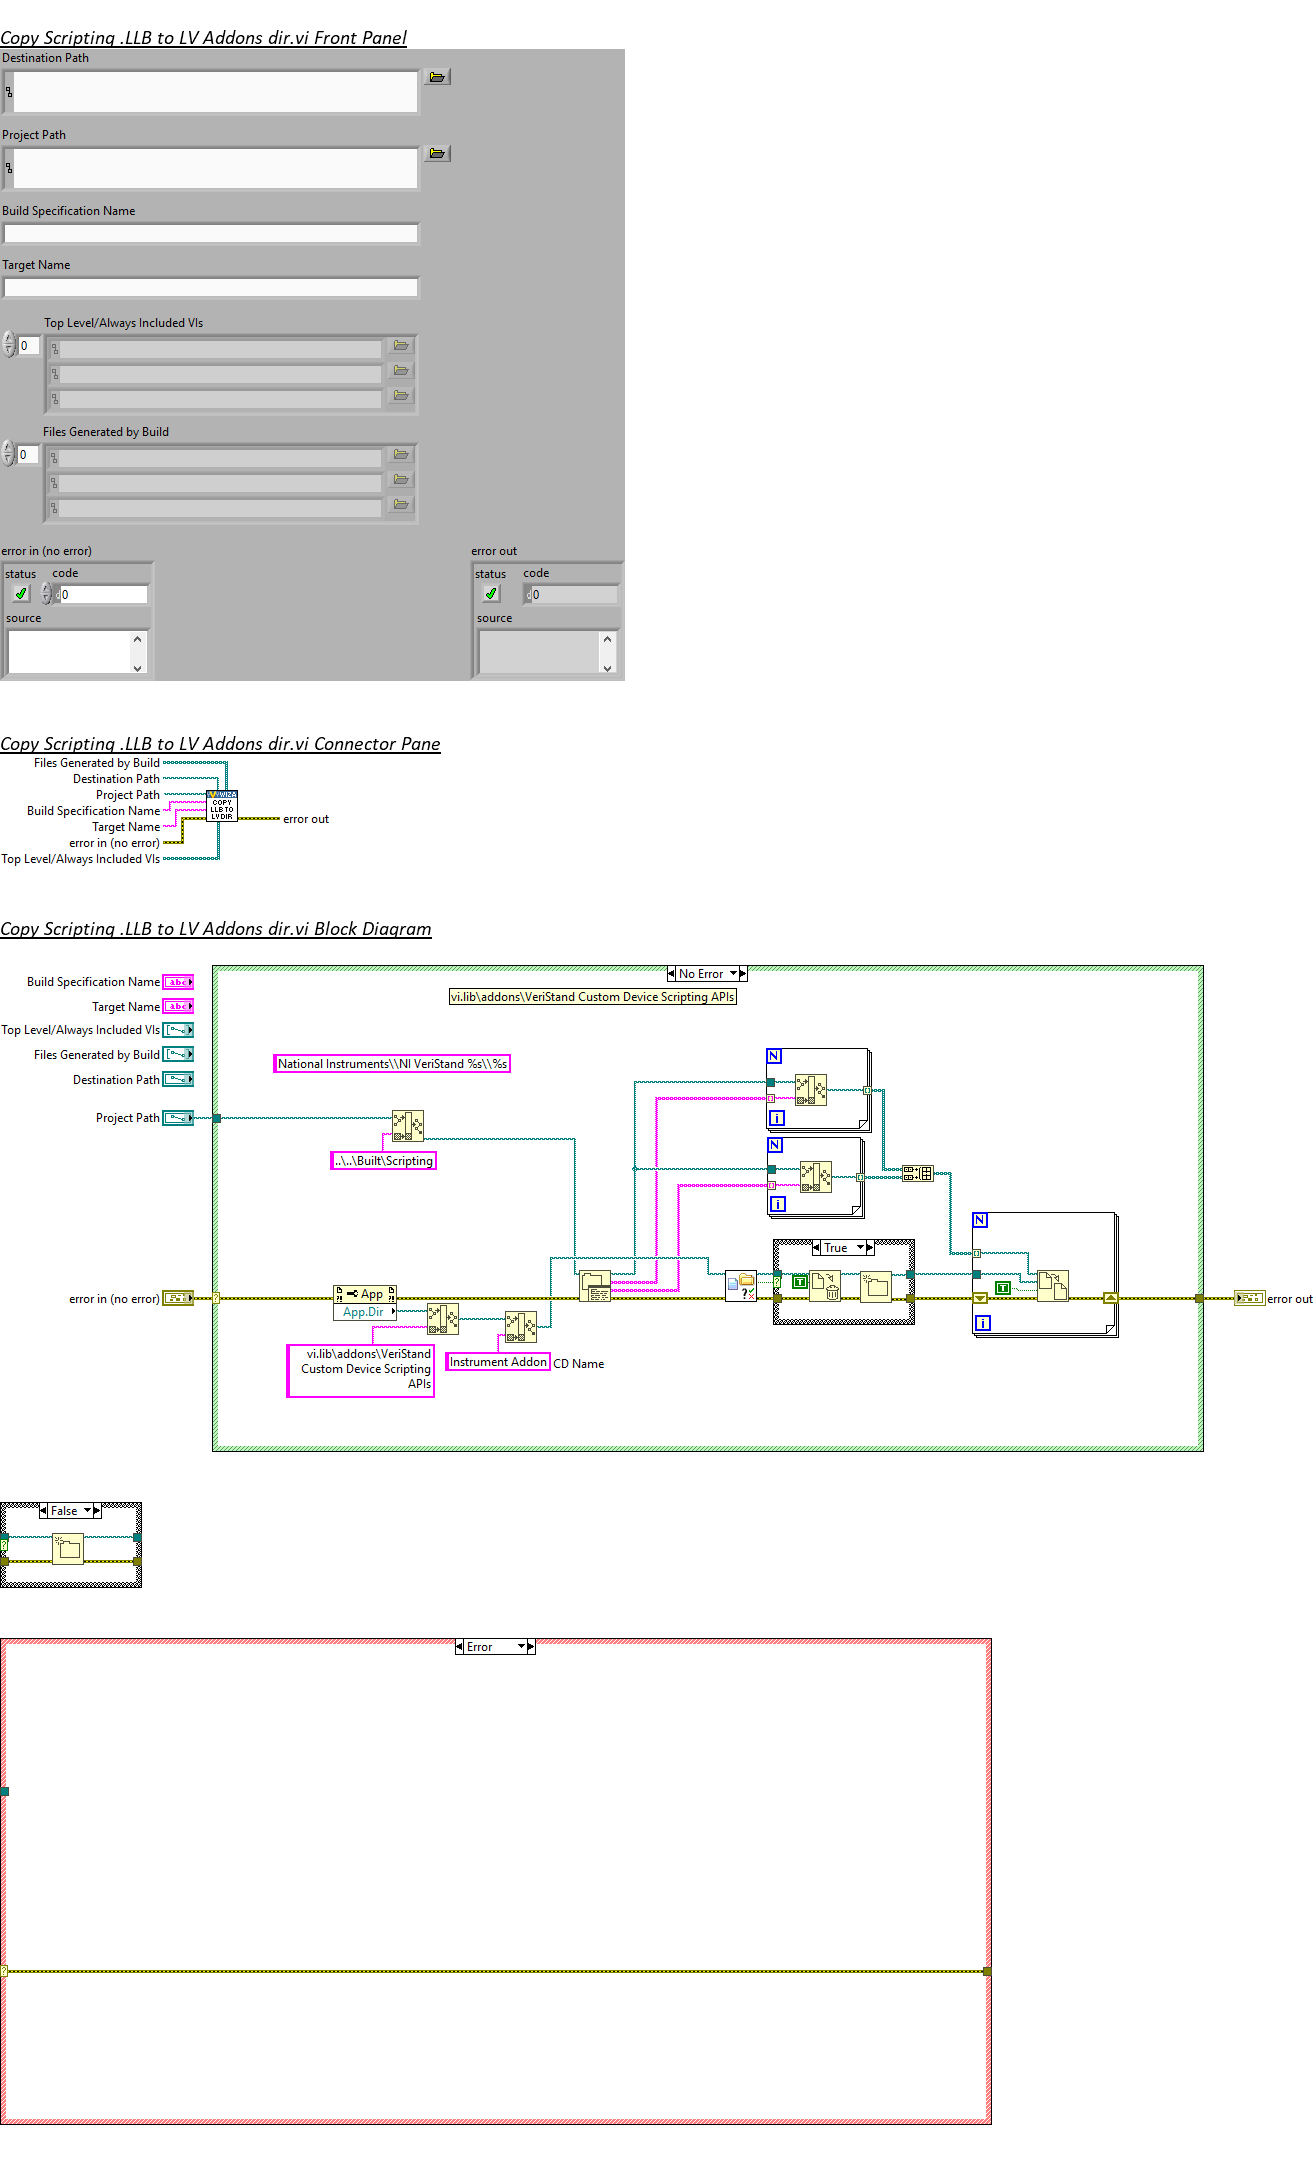 Copy Scripting .LLB to LV Addons dir.vi Front Panel
Destination Path
Project Path
Build Specification Name
Target Name
Top Level/Always Included VIs
0
Files Generated by Build
0
error in (no error)
error out
status code
status code
d0
d0
source
source
Copy Scripting .LLB to LV Addons dir.vi Connector Pane
Files Generated by Build
Destination Path
Project Path
Build Specification Name
Target Name
error in (no error)
Top Level/Always Included VIs
COPY
LLB TO
LV DIR
error out
Copy Scripting .LLB to LV Addons dir.vi Block Diagram
No Error
vi.lib\addons\VeriStand Custom Device Scripting APIs
Build Specification Name abc
Target Name abc
Top Level/Always Included VIs
Files Generated by Build
Destination Path
Project Path
National Instruments\\NI VeriStand %s\\%s
..\..\Built\Scripting
N
i
N
i
N
True
T
T
i
error in (no error)
App
App.Dir
vi.lib\addons\VeriStand
Custom Device Scripting
APIs
Instrument Addon CD Name
error out
False
Error